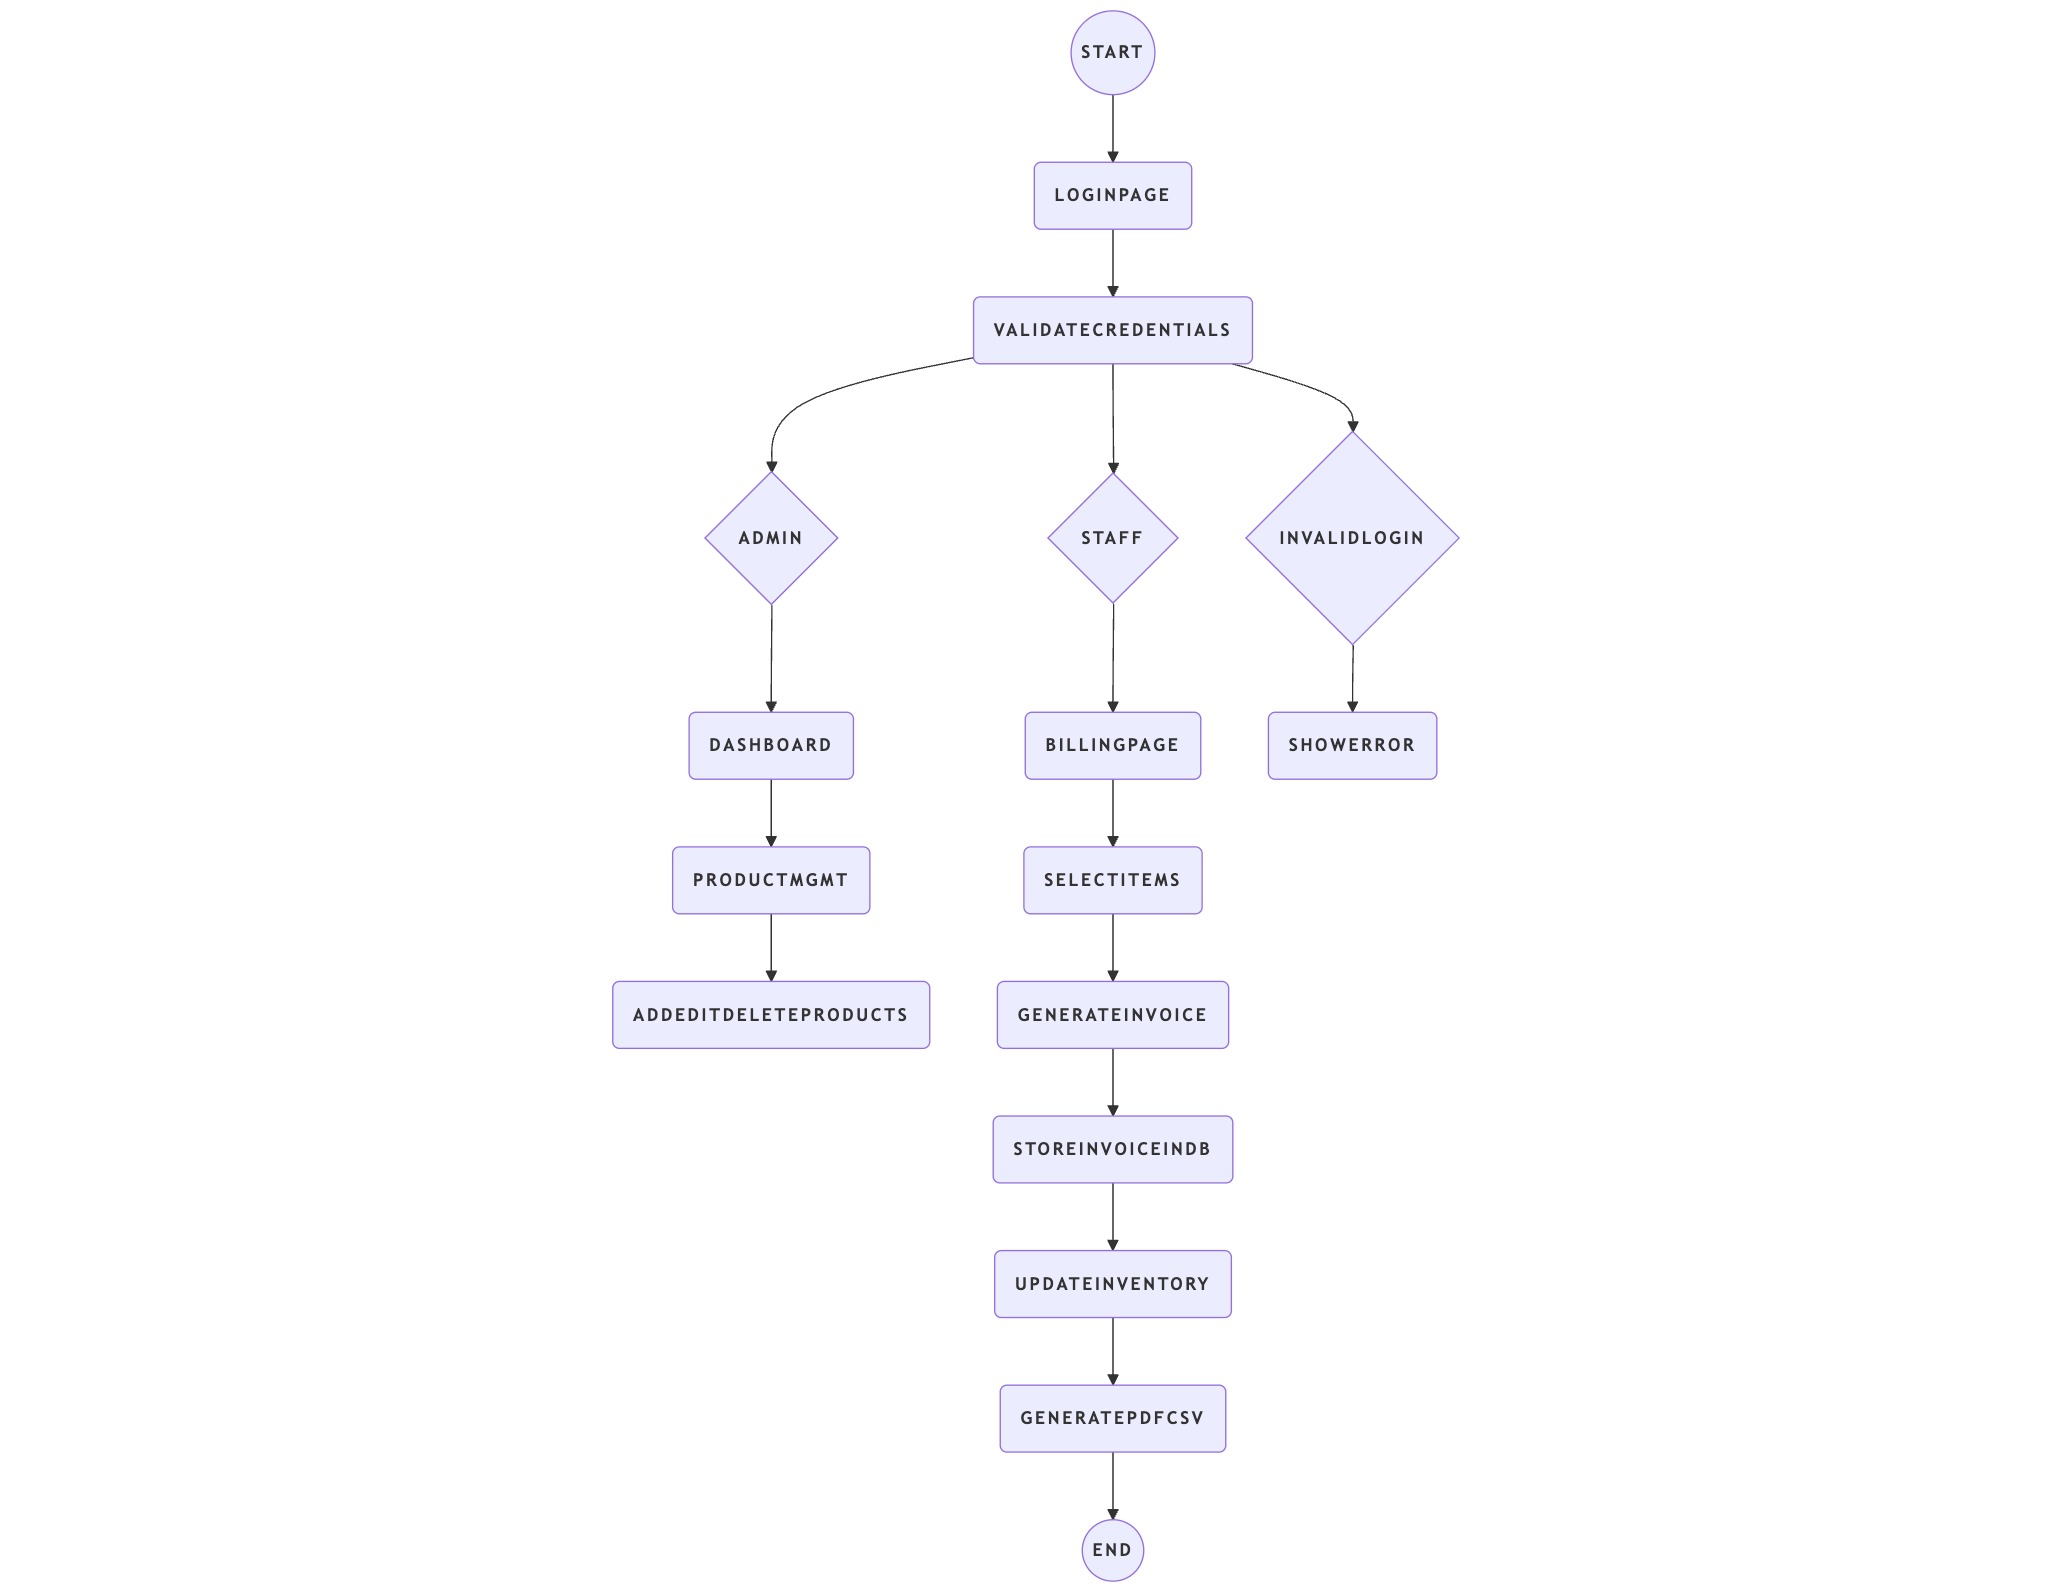 START
LOGINPAGE
VALIDATECREDENTIALS
ADMIN
STAFF
INVALIDLOGIN
DASHBOARD
BILLINGPAGE
SHOWERROR
PRODUCTMGMT
SELECTITEMS
ADDEDITDELETEPRODUCTS
GENERATEINVOICE
STOREINVOICEINDB
UPDATEINVENTORY
GENERATEPDFCSV
END